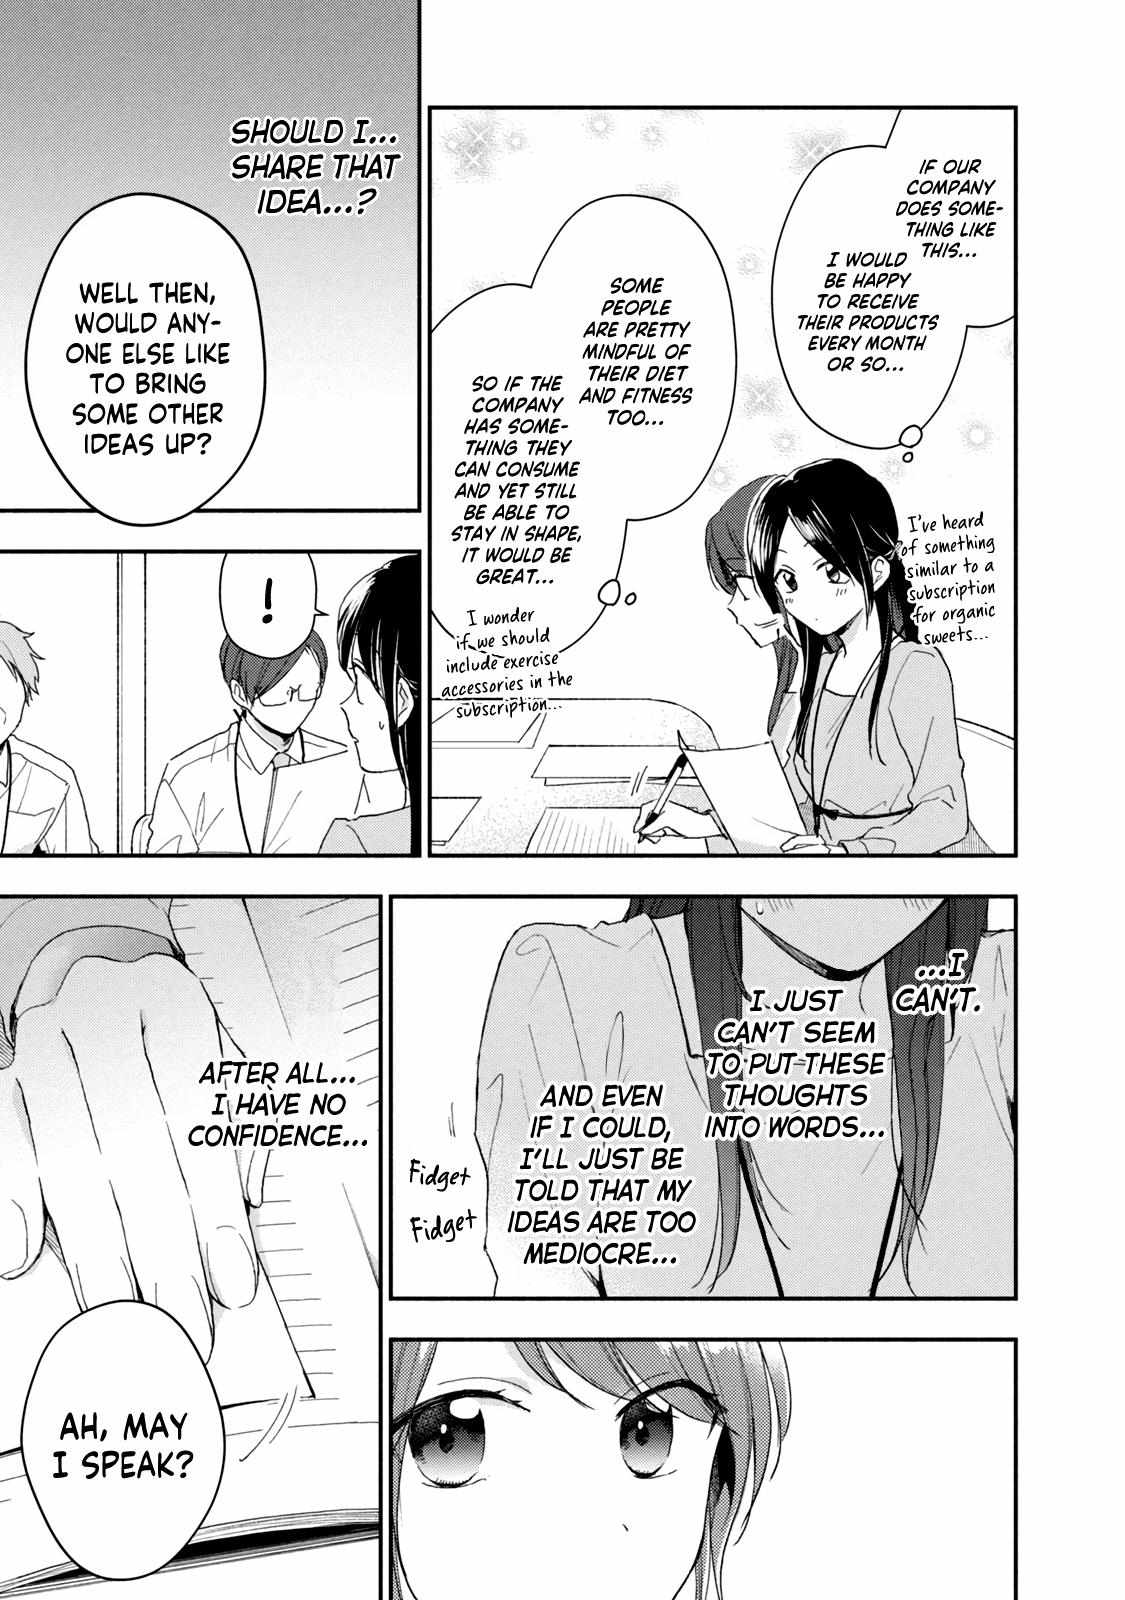 IF OUR
COMPANY
DOES SOME-
THING LIKE
THIS...
I WOULD
BE HAPPY
TO RECEIVE
THEIR PRODUCTS
EVERY MONTH
OR SO...
I've heard
of something
similar to a
subscription
for organic
sweets...
SOME
PEOPLE
ARE PRETTY
MINDFUL OF
THEIR DIET
AND FITNESS
TOO...
SO IF THE
COMPANY
HAS SOME-
THING THEY
CAN CONSUME
AND YET STILL
BE ABLE TO
STAY IN SHAPE,
IT WOULD BE
GREAT...
I wonder
if we should
include exercise
accessories in the
subscription...
SHOULD I...
SHARE THAT
IDEA...?
WELL THEN,
WOULD ANY-
ONE ELSE LIKE
TO BRING
SOME OTHER
IDEAS UP?
!
...I
CAN'T.
I JUST
CAN'T SEEM
TO PUT THESE
THOUGHTS
INTO WORDS...
AND EVEN
IF I COULD,
I'LL JUST BE
TOLD THAT MY
IDEAS ARE TOO
MEDIOCRE...
Fidget
Fidget
AFTER ALL...
I HAVE NO
CONFIDENCE...
AH, MAY
I SPEAK?